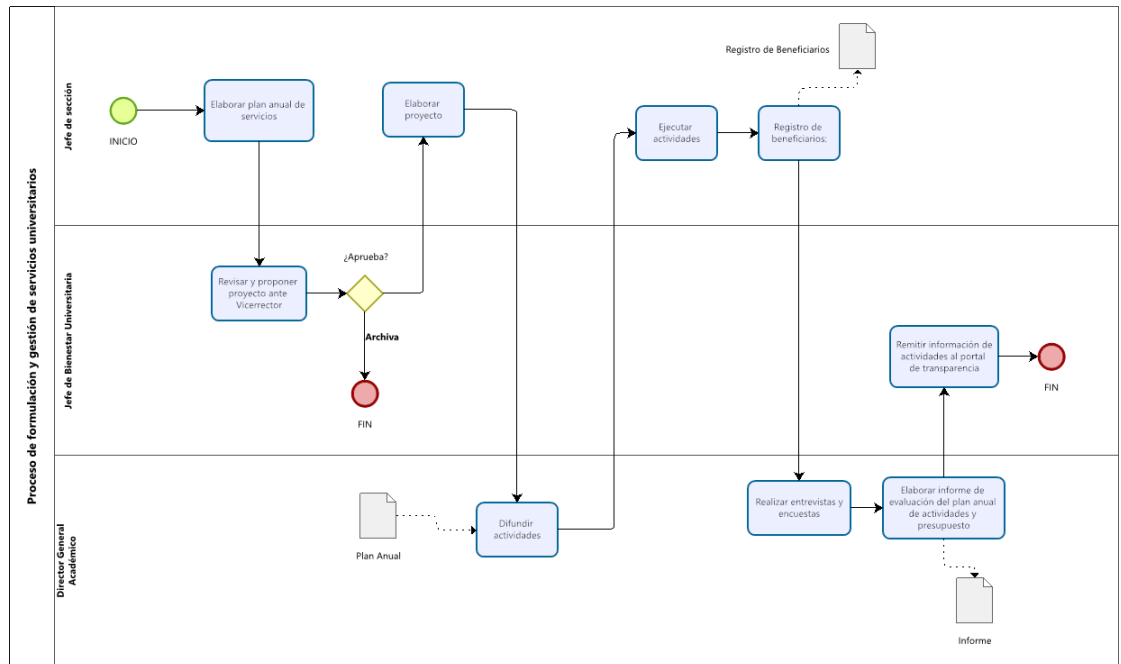 Proceso de formulación y gestión de servicios universitarios
Jefe de sección
INICIO
Elaborar plan anual de
servicios
Elaborar
proyecto
Ejecutar
actividades
Registro de
beneficiarios;
Registro de Beneficiarios
Jefe de Bienestar Universitaria
Revisar y proponer
proyecto ante
Vicerrector
¿Aprueba?
Archiva
FIN
Remitir información de
actividades al portal
de transparencia
FIN
Director General
Académico
Plan Anual
Difundir
actividades
Realizar entrevistas y
encuestas
Elaborar informe de
evaluación del plan anual
de actividades y
presupuesto
Informe